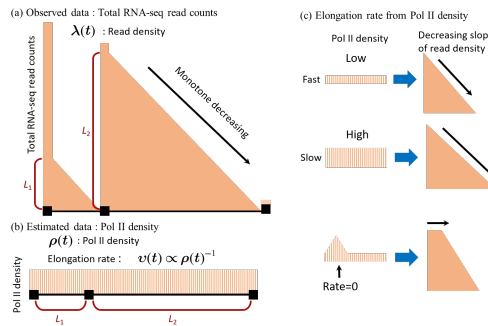 (a) Observed data : Total RNA-seq read counts
λ(t) : Read density
Total RNA-seq read counts
L₁
L₂
Monotone decreasing
(b) Estimated data : Pol II density
ρ(t) : Pol II density
Elongation rate : υ(t) ∝ ρ(t)⁻¹
Pol II density
L₁
L₂
(c) Elongation rate from Pol II density
Pol II density
Decreasing slop
of read density
Low
Fast
High
Slow
Rate=0